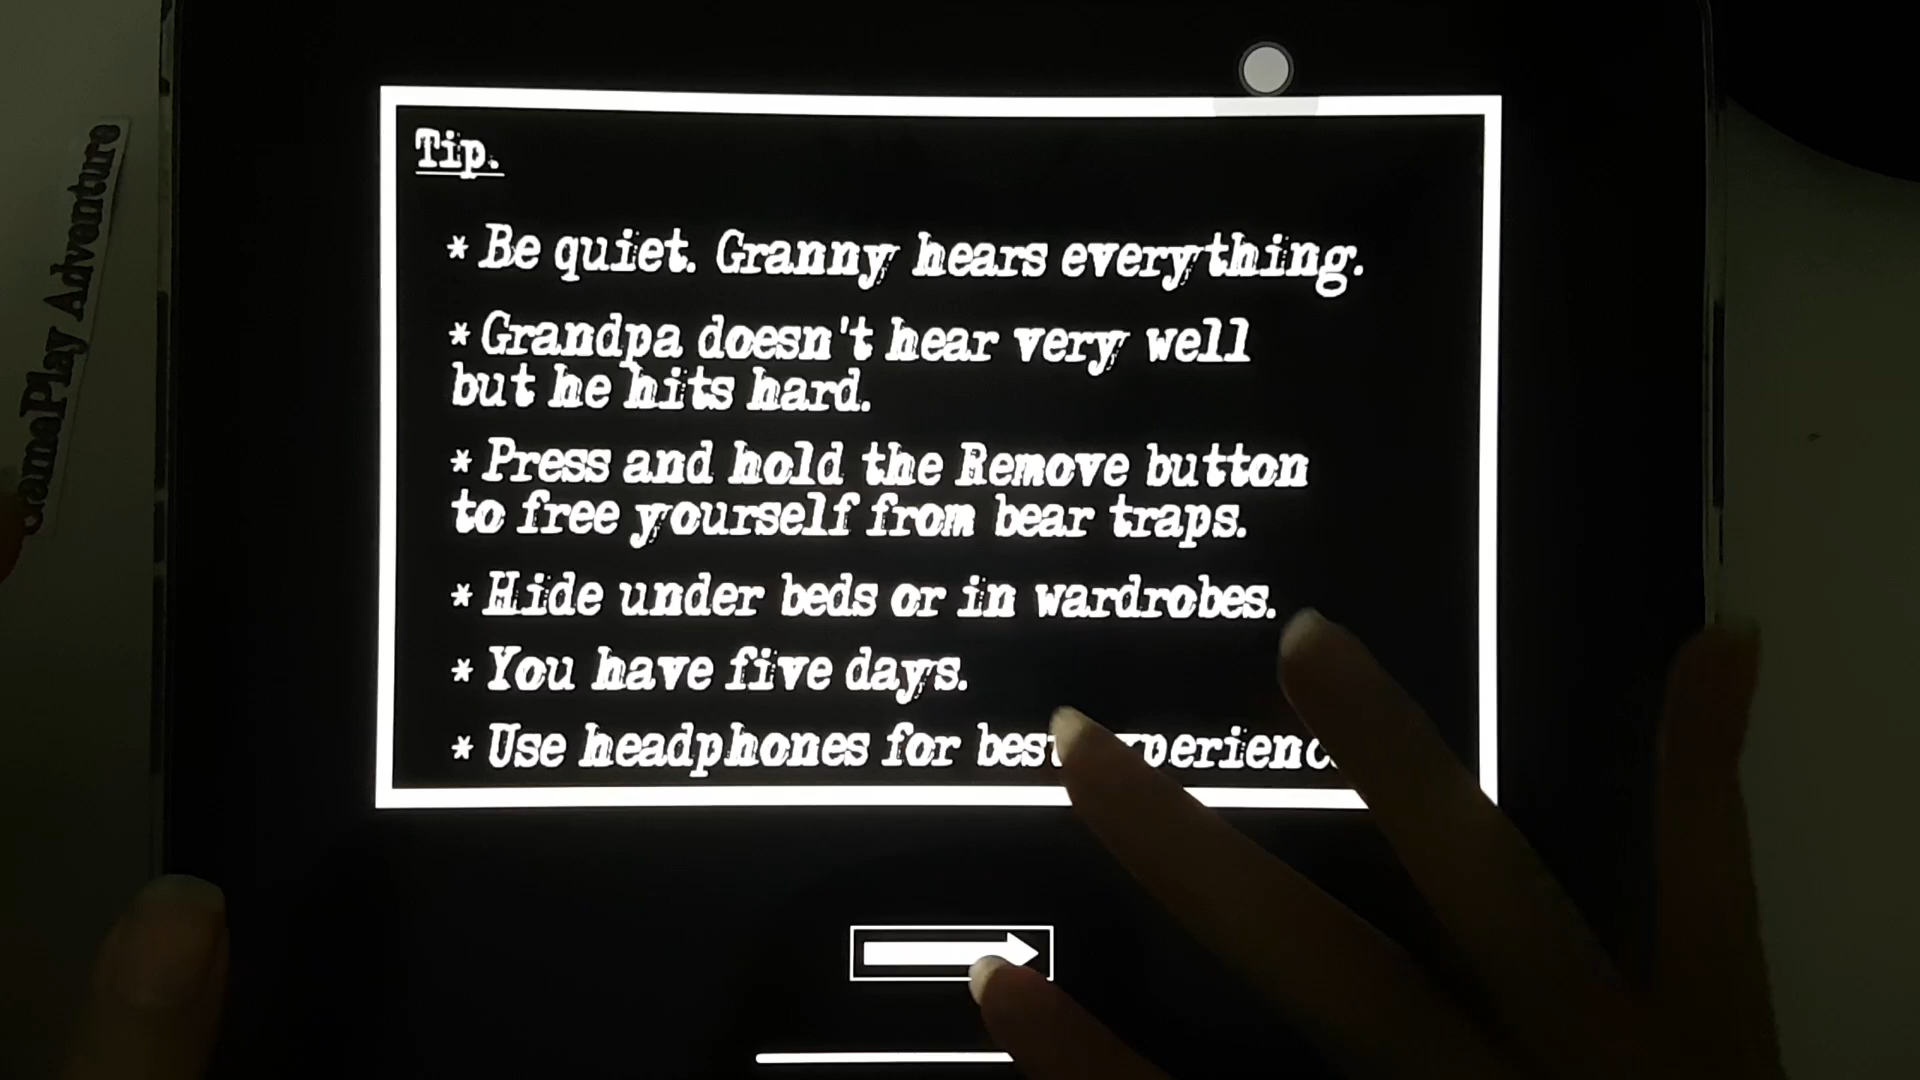 Tip.
* Be quiet. Granny hears everything.
* Grandpa doesn't hear very well
but he hits hard.
* Press and hold the Remove button
to free yourself from bear traps.
* Hide under beds or in wardrobes.
* You have five days.
* Use headphones for
GamePlay Adventure